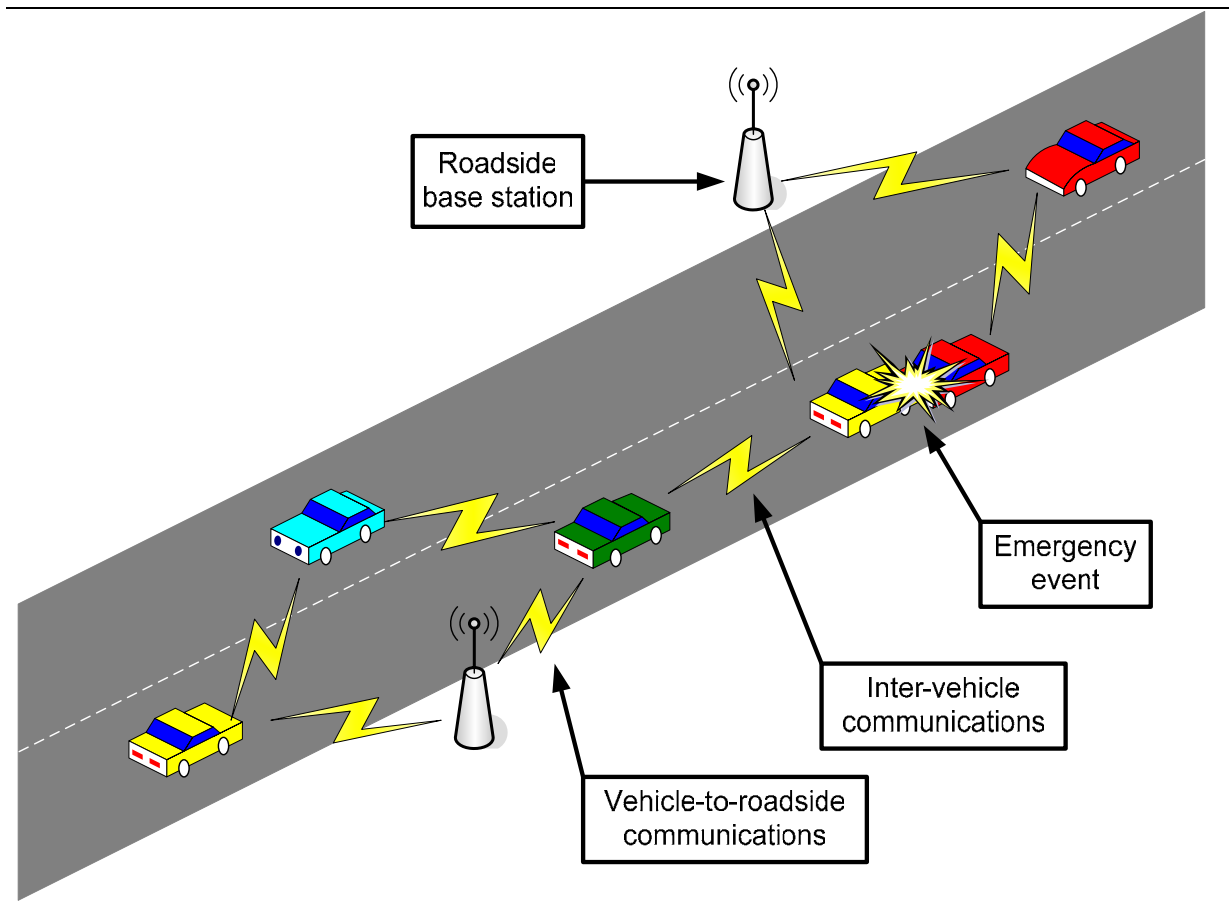 Roadside
base station
Emergency
event
Inter-vehicle
communications
Vehicle-to-roadside
communications